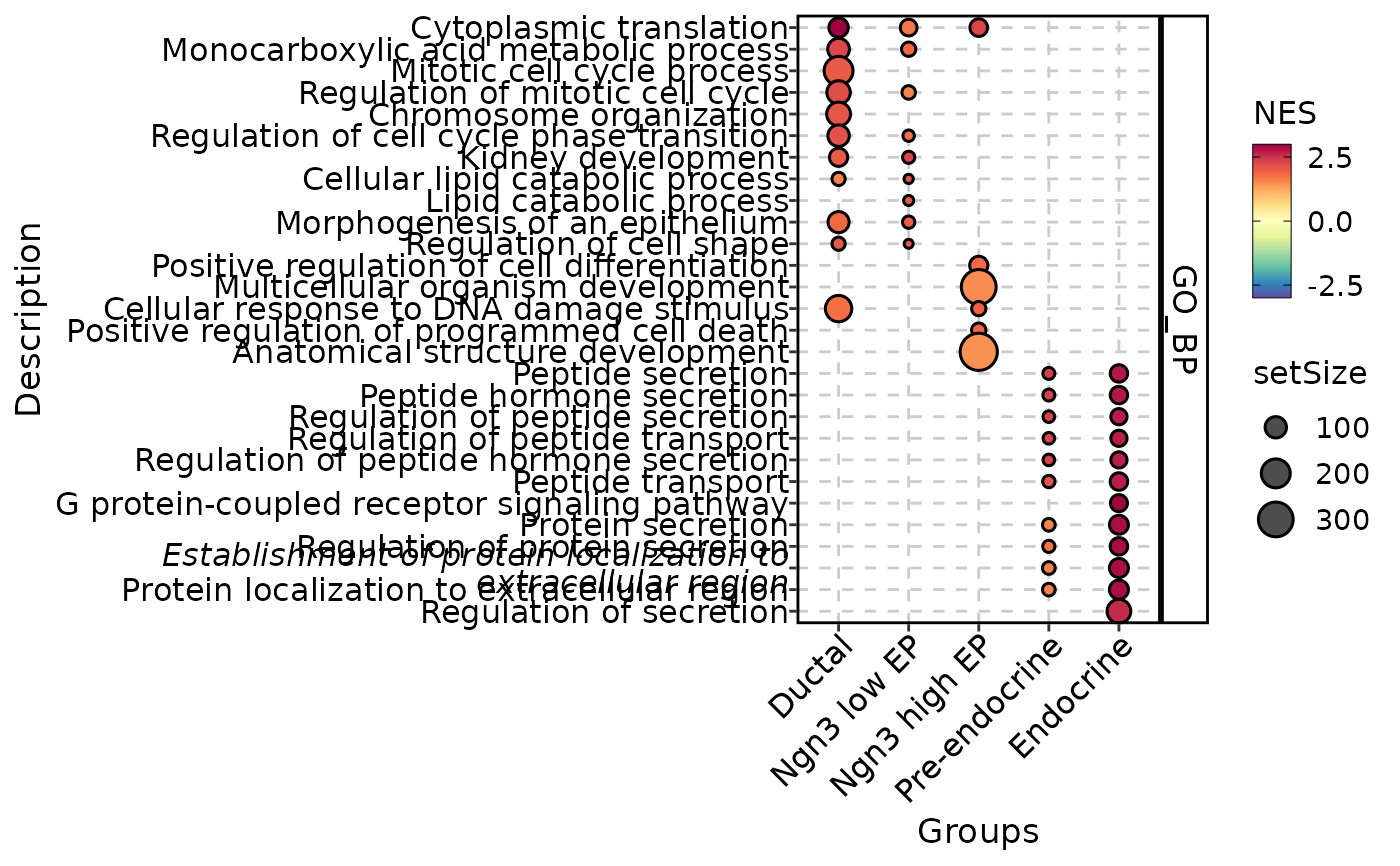 Description
Cytoplasmic translation
Monocarboxylic acid metabolic process
Mitotic cell cycle process
Regulation of mitotic cell cycle
Chromosome organization
Regulation of cell cycle phase transition
Kidney development
Cellular lipid catabolic process
Lipid catabolic process
Morphogenesis of an epithelium
Regulation of cell shape
Positive regulation of cell differentiation
Multicellular organism development
Cellular response to DNA damage stimulus
Positive regulation of programmed cell death
Anatomical structure development
Peptide secretion
Peptide hormone secretion
Regulation of peptide secretion
Regulation of peptide transport
Regulation of peptide hormone secretion
Peptide transport
G protein-coupled receptor signaling pathway
Protein secretion
Regulation of protein secretion
Establishment of protein localization to
extracellular region
Protein localization to extracellular region
Regulation of secretion
Ductal
Ngn3 low EP
Ngn3 high EP
Pre-endocrine
Endocrine
Groups
GO_BP
NES
2.5
0.0
-2.5
setSize
100
200
300